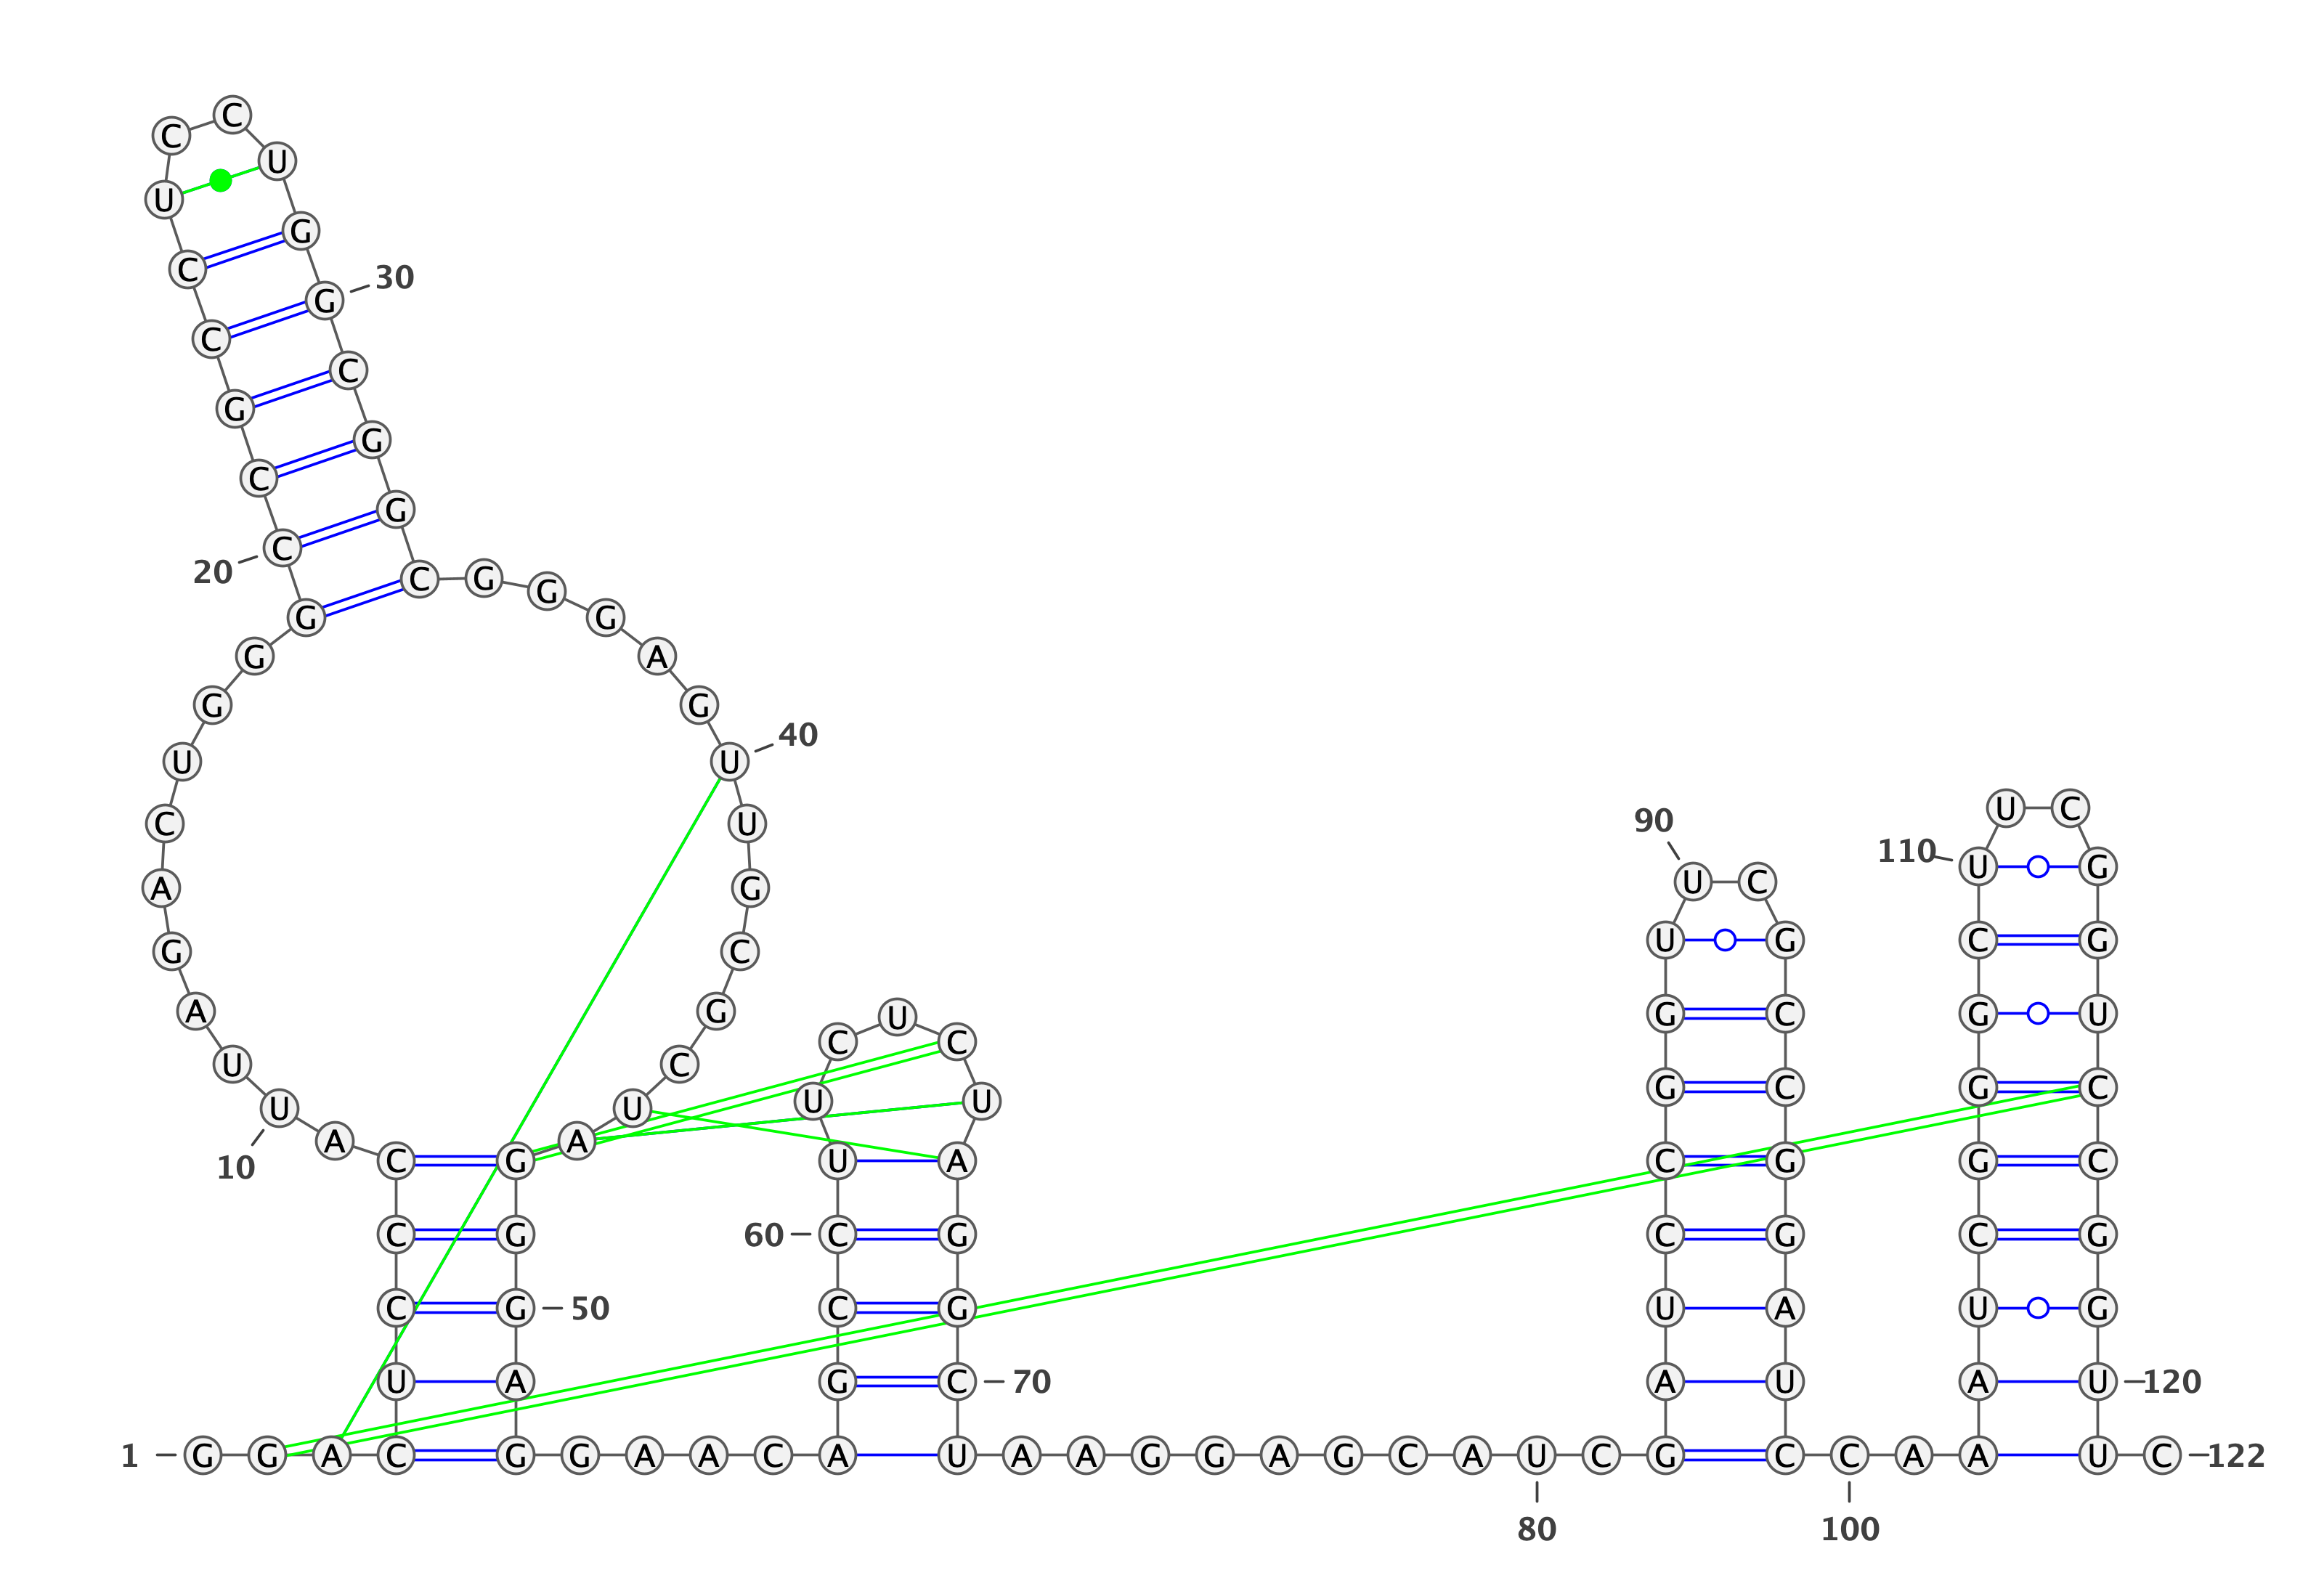 C C
U
U
G
C 30
G
C
C
G
G
C
G
C 20
C G G
G G
G A
G G
40
U U
U C
90
C U
110 U G
U C
A G
U G C G
G C
A G G C G U
U
C C
U C G C G C
U U
U U
A A
C G U A C G G C
10
C G 60 C G C G C G
C G 50 C G U A U G
U A G C 70 A U A U 120
1 G G A C G G A A C A U A A G G A G C A U C G C C A A U C 122
80 100